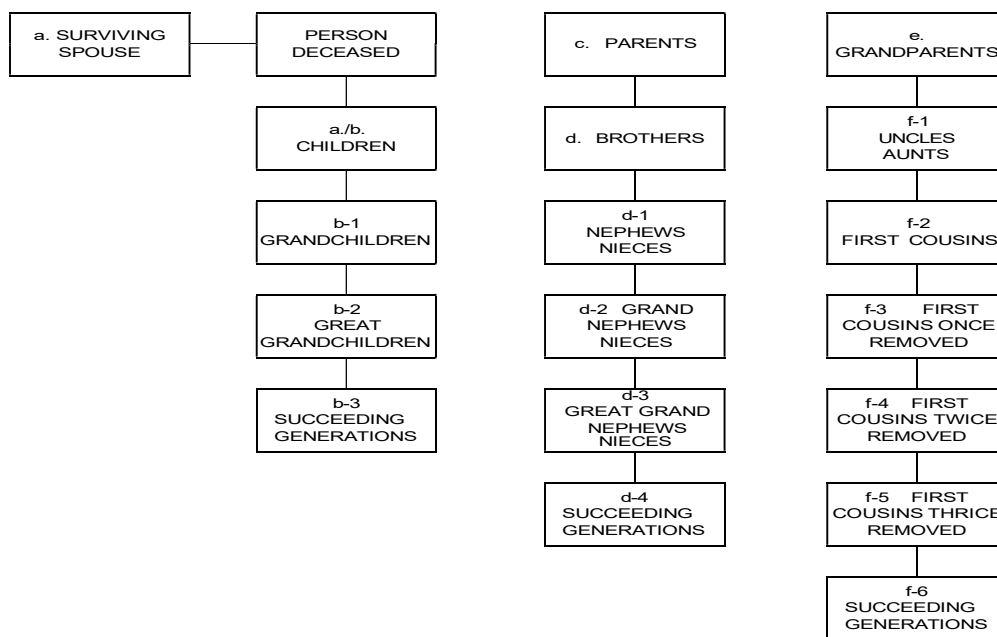 a. SURVIVING
SPOUSE
PERSON
DECEASED
a./b.
CHILDREN
b-1
GRANDCHILDREN
b-2
GREAT
GRANDCHILDREN
b-3
SUCCEEDING
GENERATIONS
c. PARENTS
d. BROTHERS
d-1
NEPHEWS
NIECES
d-2 GRAND
NEPHEWS
NIECES
d-3
GREAT GRAND
NEPHEWS
NIECES
d-4
SUCCEEDING
GENERATIONS
e.
GRANDPARENTS
f-1
UNCLES
AUNTS
f-2
FIRST COUSINS
f-3 FIRST
COUSINS ONCE
REMOVED
f-4 FIRST
COUSINS TWICE
REMOVED
f-5 FIRST
COUSINS THRICE
REMOVED
f-6
SUCCEEDING
GENERATIONS